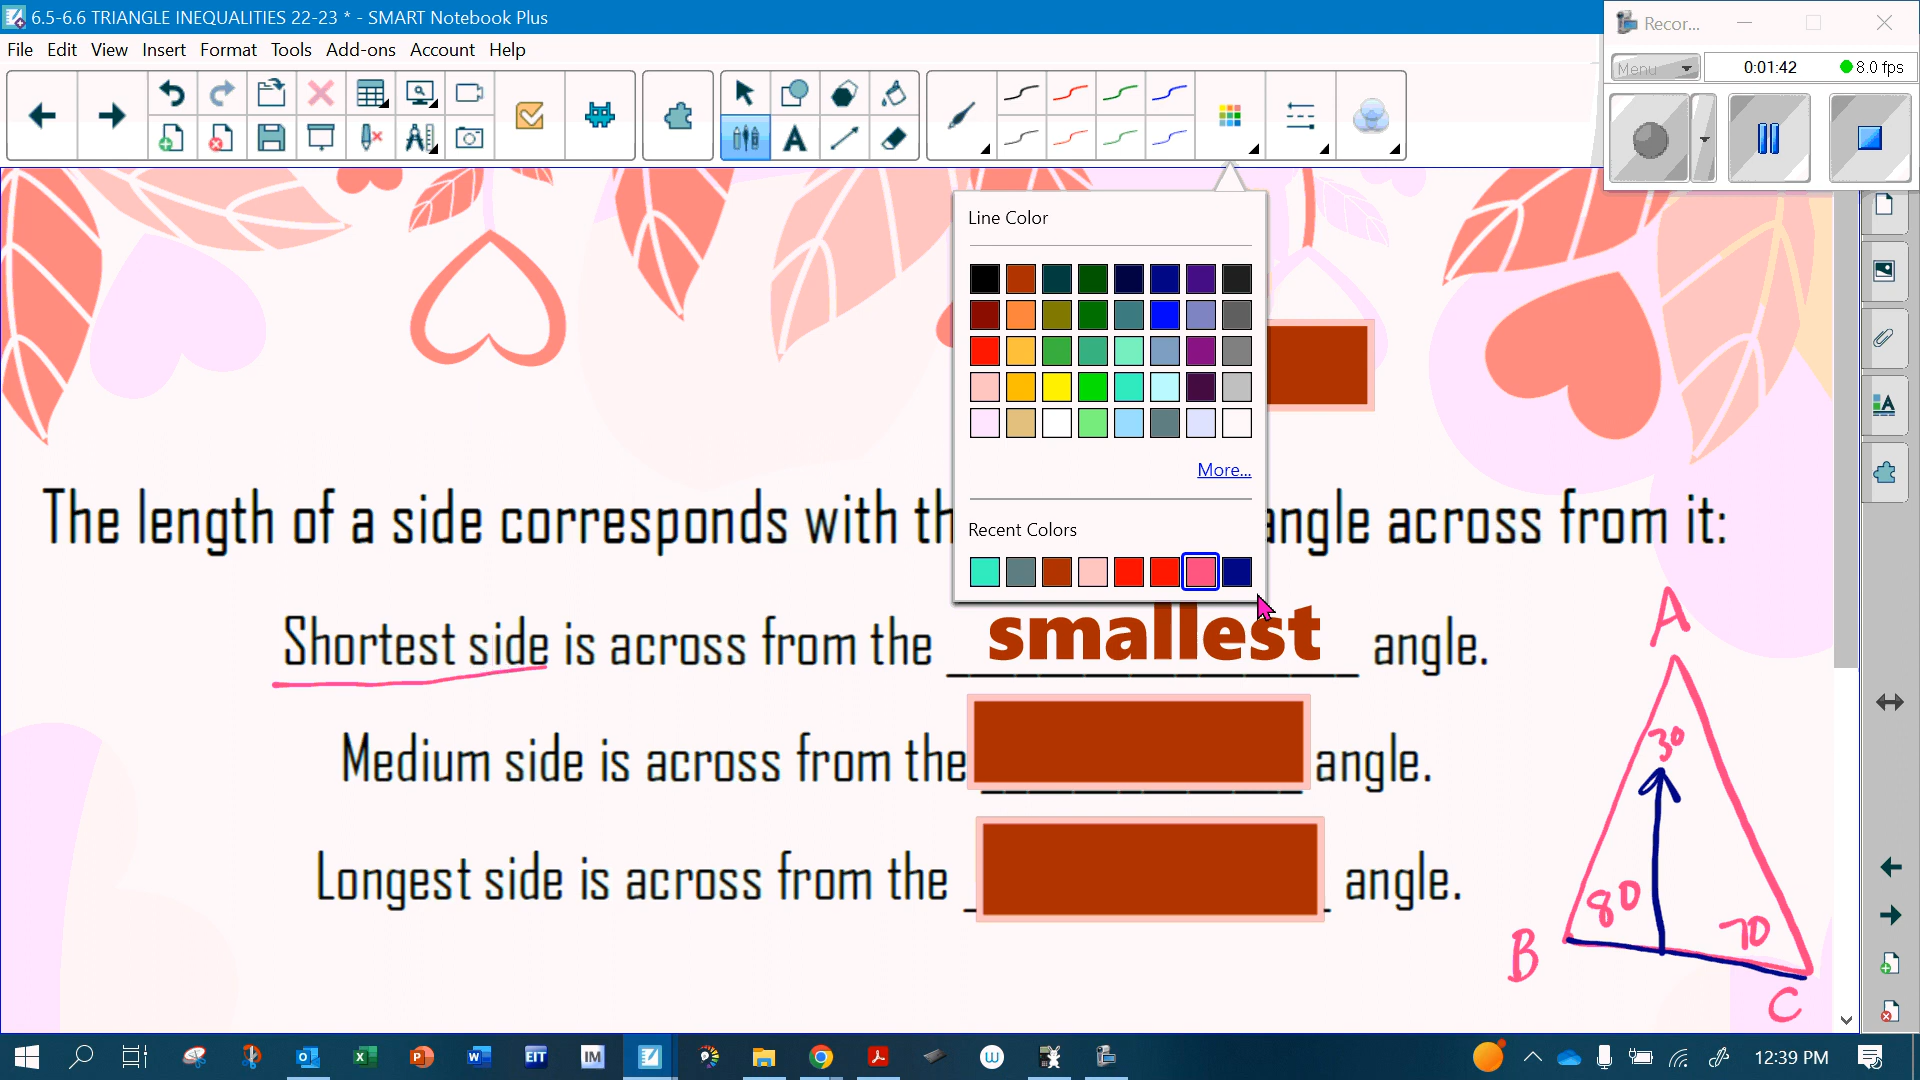 6.5-6.6 TRIANGLE INEQUALITIES 22-23 * - SMART Notebook Plus
Recor...
File Edit View Insert Format Tools Add-ons Account Help
Menu
0:01:42
8.0 fps
A
Line Color
More...
Recent Colors
The length of a side corresponds with th angle across from it:
Shortest side is across from the smallest angle.
Medium side is across from the angle.
Longest side is across from the angle.
A
30
80
70
B
C
EIT
IM
12:39 PM